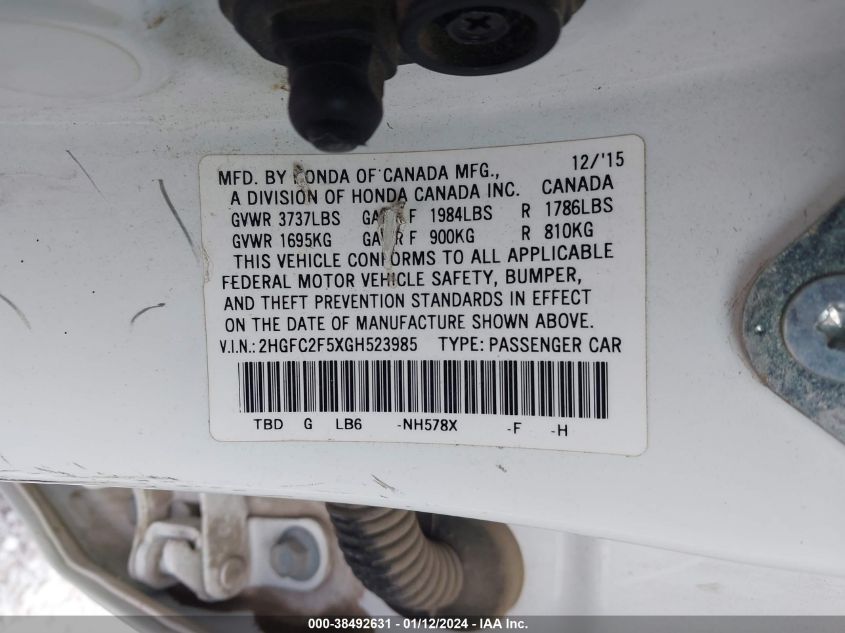 MFD. BY HONDA OF CANADA MFG., 12/'15
A DIVISION OF HONDA CANADA INC. CANADA
GVWR 3737LBS GAWR F 1984LBS R 1786LBS
GVWR 1695KG GAWR F 900KG R 810KG
THIS VEHICLE CONFORMS TO ALL APPLICABLE
FEDERAL MOTOR VEHICLE SAFETY, BUMPER,
AND THEFT PREVENTION STANDARDS IN EFFECT
ON THE DATE OF MANUFACTURE SHOWN ABOVE.
V.I.N.: 2HGFC2F5XGH523985 TYPE: PASSENGER CAR
TBD G LB6 -NH578X -F -H
000-38492631 - 01/12/2024 - IAA Inc.